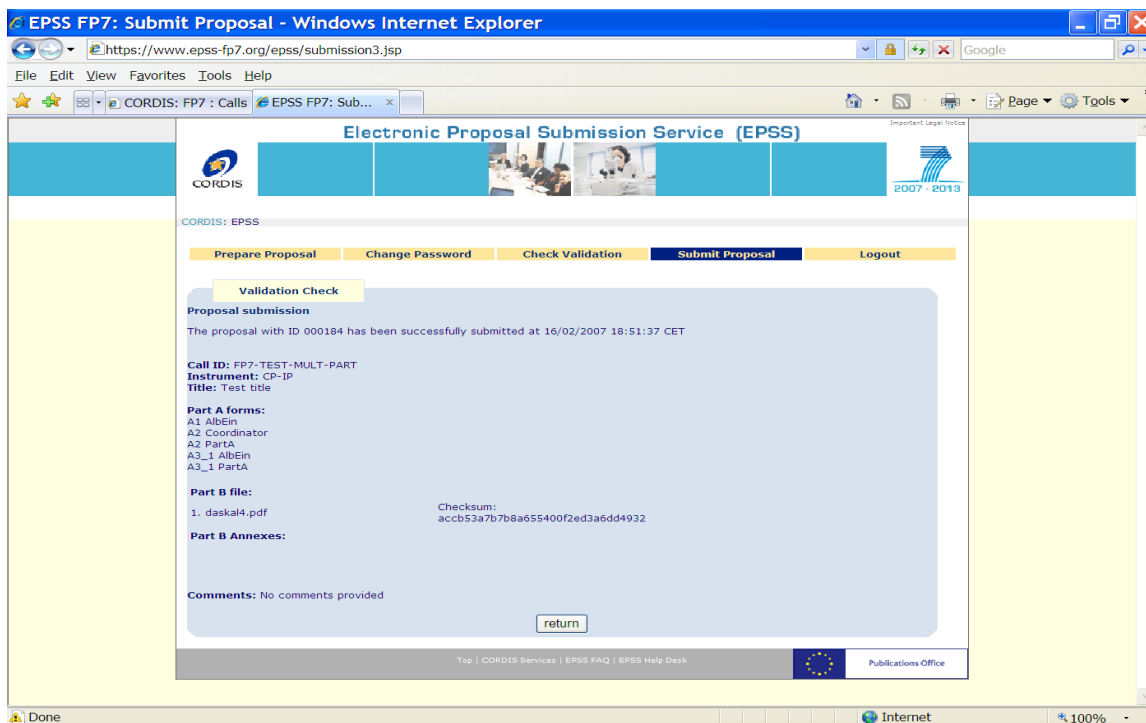 EPSS FP7: Submit Proposal - Windows Internet Explorer
https://www.epss-fp7.org/epss/submission3.jsp
Google
File Edit View Favorites Tools Help
CORDIS: FP7 : Calls
EPSS FP7: Sub...
Page
Tools
Important Legal Notice
Electronic Proposal Submission Service (EPSS)
CORDIS
7
2007 - 2013
CORDIS: EPSS
Prepare Proposal
Change Password
Check Validation
Submit Proposal
Logout
Validation Check
Proposal submission
The proposal with ID 000184 has been successfully submitted at 16/02/2007 18:51:37 CET
Call ID: FP7-TEST-MULT-PART
Instrument: CP-IP
Title: Test title
Part A forms:
A1 AlbEin
A2 Coordinator
A2 PartA
A3_1 AlbEin
A3_1 PartA
Part B file:
1. daskal4.pdf
Checksum:
accb53a7b7b8a655400f2ed3a6dd4932
Part B Annexes:
Comments: No comments provided
return
Top | CORDIS Services | EPSS FAQ | EPSS Help Desk
Publications Office
Done
Internet
100%